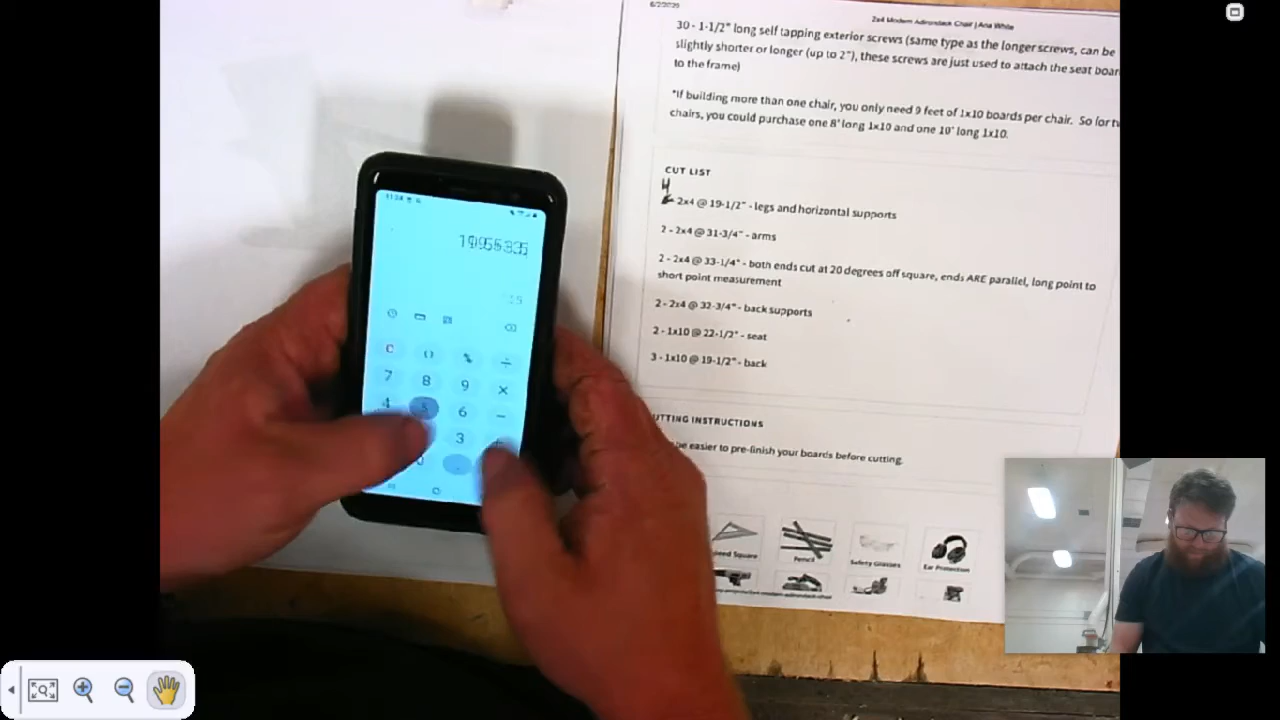 6/2/2025
2x4 Modern Adirondack Chair | Ana White
30 - 1-1/2" long self tapping exterior screws (same type as the longer screws, can be
slightly shorter or longer (up to 2"), these screws are just used to attach the seat boar
to the frame)
*If building more than one chair, you only need 9 feet of 1x10 boards per chair. So for tw
chairs, you could purchase one 8' long 1x10 and one 10' long 1x10.
CUT LIST
4
2x4 @ 19-1/2" - legs and horizontal supports
2 - 2x4 @ 31-3/4" - arms
2 - 2x4 @ 33-1/4" - both ends cut at 20 degrees off square, ends ARE parallel, long point to
short point measurement
2 - 2x4 @ 32-3/4" - back supports
2 - 1x10 @ 22-1/2" - seat
3 - 1x10 @ 19-1/2" - back
UTTING INSTRUCTIONS
be easier to pre-finish your boards before cutting.
peed Square
Pencil
Safety Glasses
Ear Protection
C ( ) % ÷
7 8 9 ×
4 5 6 −
3 +
0 .